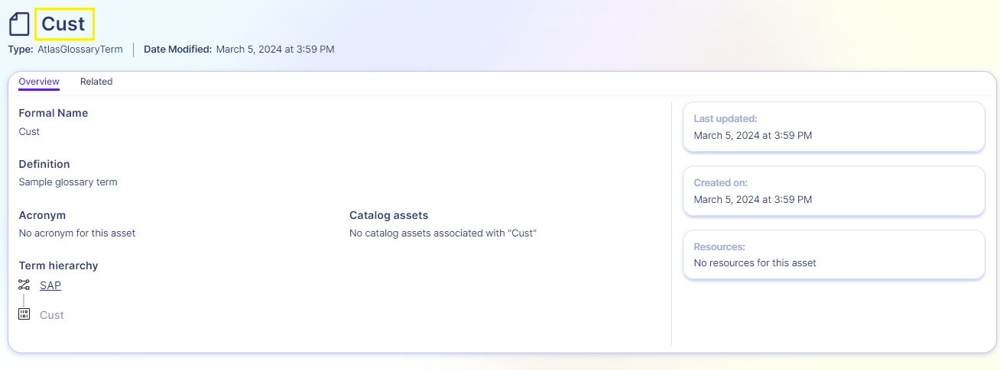 Cust
Type: AtlasGlossaryTerm Date Modified: March 5, 2024 at 3:59 PM
Overview Related
Formal Name
Cust
Definition
Sample glossary term
Acronym
No acronym for this asset
Catalog assets
No catalog assets associated with "Cust"
Term hierarchy
SAP
Cust
Last updated:
March 5, 2024 at 3:59 PM
Created on:
March 5, 2024 at 3:59 PM
Resources:
No resources for this asset